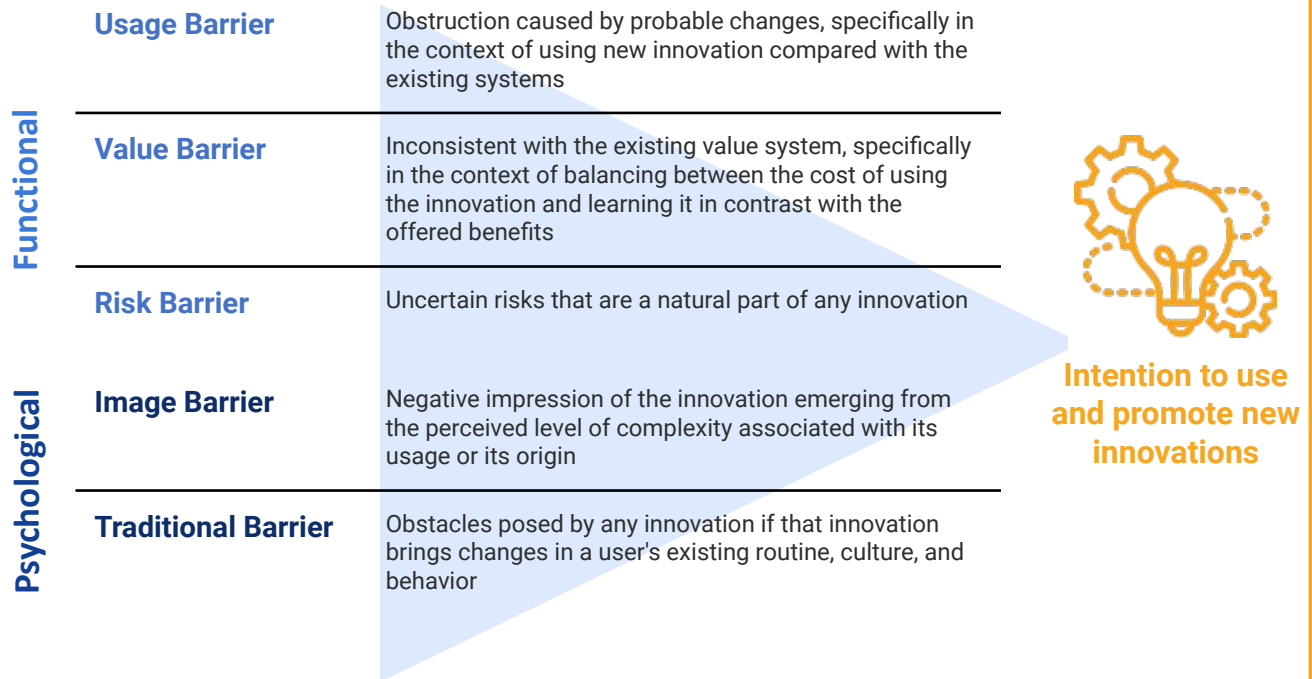 Functional
Usage Barrier
Obstruction caused by probable changes, specifically in
the context of using new innovation compared with the
existing systems
Value Barrier
Inconsistent with the existing value system, specifically
in the context of balancing between the cost of using
the innovation and learning it in contrast with the
offered benefits
Risk Barrier
Uncertain risks that are a natural part of any innovation
Psychological
Image Barrier
Negative impression of the innovation emerging from
the perceived level of complexity associated with its
usage or its origin
Traditional Barrier
Obstacles posed by any innovation if that innovation
brings changes in a user's existing routine, culture, and
behavior
Intention to use
and promote new
innovations